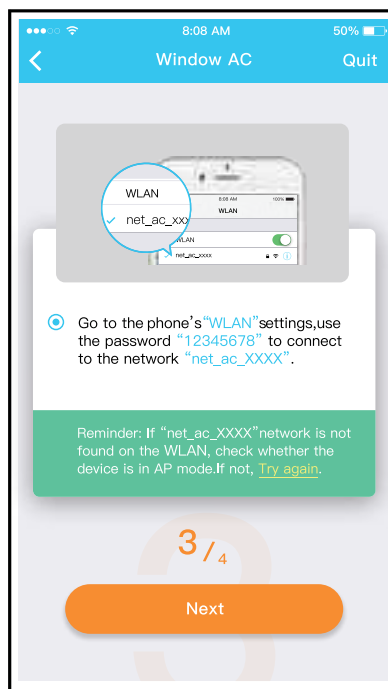 8:08 AM
50%
Window AC
Quit
WLAN
net_ac_xxx
8:08 AM
100%
WLAN
WLAN
net_ac_xxxx
Go to the phone's“WLAN”settings,use
the password “12345678” to connect
to the network “net_ac_XXXX”.
Reminder: If “net_ac_XXXX”network is not
found on the WLAN, check whether the
device is in AP mode.If not, Try again.
3
3/4
Next